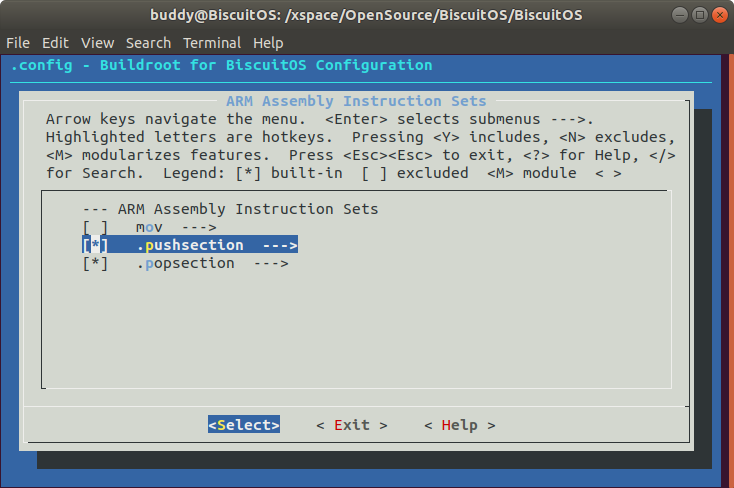 buddy@BiscuitOS: /xspace/OpenSource/BiscuitOS/BiscuitOS
File Edit View Search Terminal Help
.config - Buildroot for BiscuitOS Configuration
ARM Assembly Instruction Sets
Arrow keys navigate the menu. <Enter> selects submenus --->.
Highlighted letters are hotkeys. Pressing <Y> includes, <N> excludes,
<M> modularizes features. Press <Esc><Esc> to exit, <?> for Help, </>
for Search. Legend: [*] built-in [ ] excluded <M> module < >
--- ARM Assembly Instruction Sets
[ ] mov --->
[*] .pushsection --->
[*] .popsection --->
<Select> < Exit > < Help >